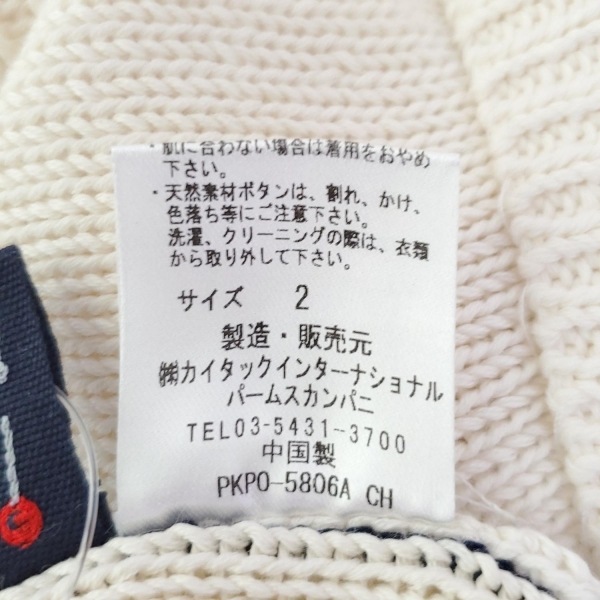 ・肌に合わない場合は着用をおやめ
下さい。
・天然素材ボタンは、割れ、かけ、
色落ち等にご注意下さい。
洗濯、クリーニングの際は、衣類
から取り外して下さい。
サイズ 2
製造・販売元
㈱カイタックインターナショナル
パームスカンパニ
TEL03-5431-3700
中国製
PKPO-5806A CH